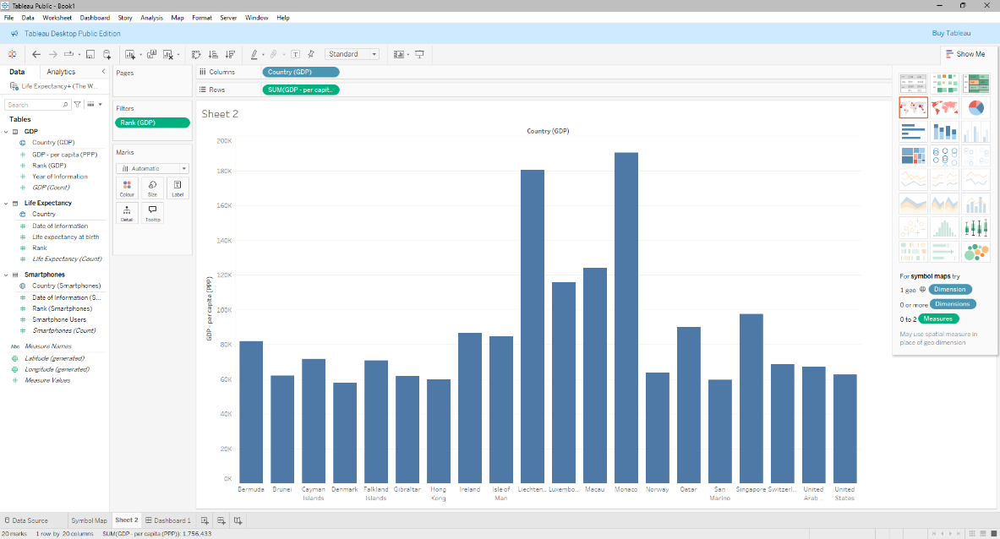 Tableau Public - Book1
File Data Worksheet Dashboard Story Analysis Map Format Server Window Help
Tableau Desktop Public Edition
Buy Tableau
Standard
Show Me
Data Analytics
Life Expectancy+ (The W...
Search
Tables
GDP
Country (GDP)
GDP - per capita (PPP)
Rank (GDP)
Year of Information
GDP (Count)
Life Expectancy
Country
Date of Information
Life expectancy at birth
Rank
Life Expectancy (Count)
Smartphones
Country (Smartphones)
Date of Information (S...
Rank (Smartphones)
Smartphone Users
Smartphones (Count)
Abc Measure Names
Latitude (generated)
Longitude (generated)
Measure Values
Pages
Filters
Rank (GDP)
Marks
Automatic
Colour Size Label
Detail Tooltip
Columns Country (GDP)
Rows SUM(GDP - per capit..
Sheet 2
Country (GDP)
GDP - per capita (PPP)
200K
180K
160K
140K
120K
100K
80K
60K
40K
20K
0K
Bermuda Brunei Cayman Islands Denmark Falkland Islands Gibraltar Hong Kong Ireland Isle of Man Liechten.. Luxembo.. Macau Monaco Norway Qatar San Marino Singapore Switzerl.. United Arab .. United States
For symbol maps try
1 geo Dimension
0 or more Dimensions
0 to 2 Measures
May use spatial measure in
place of geo dimension
Data Source Symbol Map Sheet 2 Dashboard 1
20 marks 1 row by 20 columns SUM(GDP - per capita (PPP)): 1,756,433